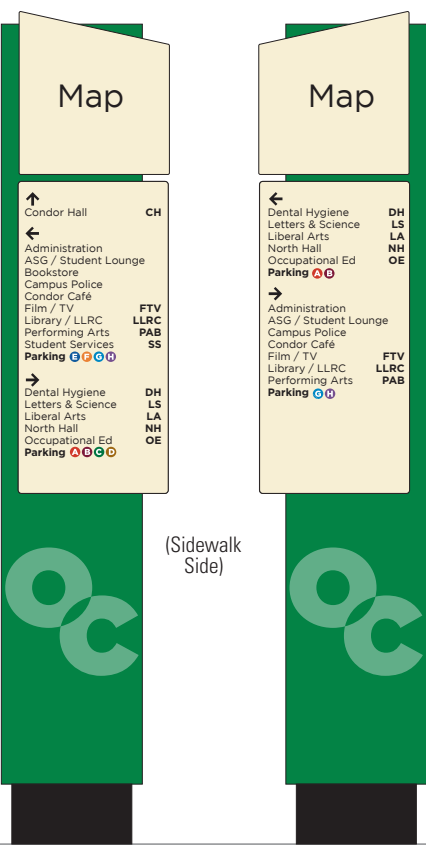 Map
↑
Condor Hall CH
←
Administration
ASG / Student Lounge
Bookstore
Campus Police
Condor Café
Film / TV FTV
Library / LLRC LLRC
Performing Arts PAB
Student Services SS
Parking E F G H
→
Dental Hygiene DH
Letters & Science LS
Liberal Arts LA
North Hall NH
Occupational Ed OE
Parking A B C D
OC
(Sidewalk
Side)
Map
←
Dental Hygiene DH
Letters & Science LS
Liberal Arts LA
North Hall NH
Occupational Ed OE
Parking A B
→
Administration
ASG / Student Lounge
Campus Police
Condor Café
Film / TV FTV
Library / LLRC LLRC
Performing Arts PAB
Parking G H
OC